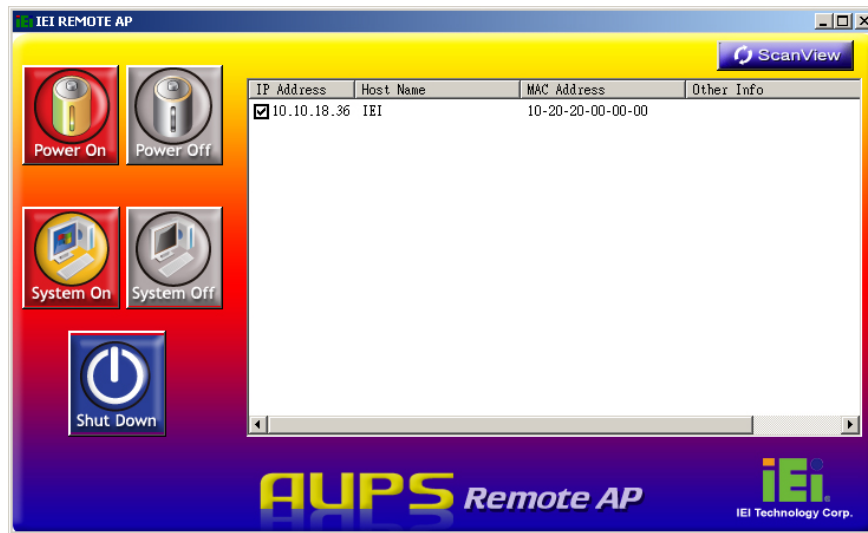 IEI REMOTE AP
ScanView
IP Address Host Name MAC Address Other Info
10.10.18.36 IEI 10-20-20-00-00-00
Power On Power Off
System On System Off
Shut Down
AUPS Remote AP
iEi
IEI Technology Corp.